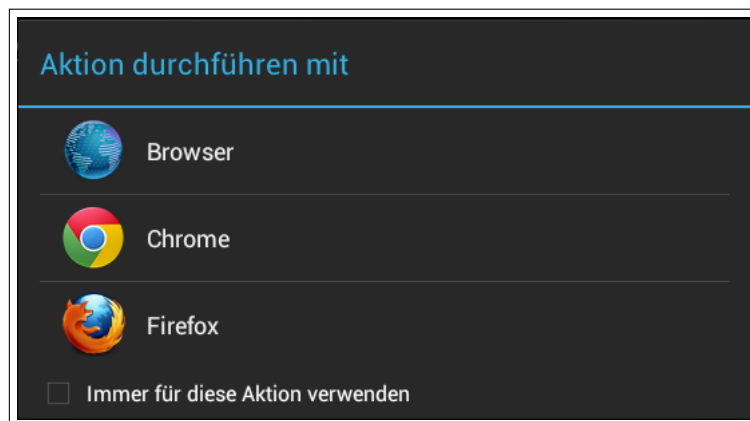 Aktion durchführen mit
Browser
Chrome
Firefox
Immer für diese Aktion verwenden